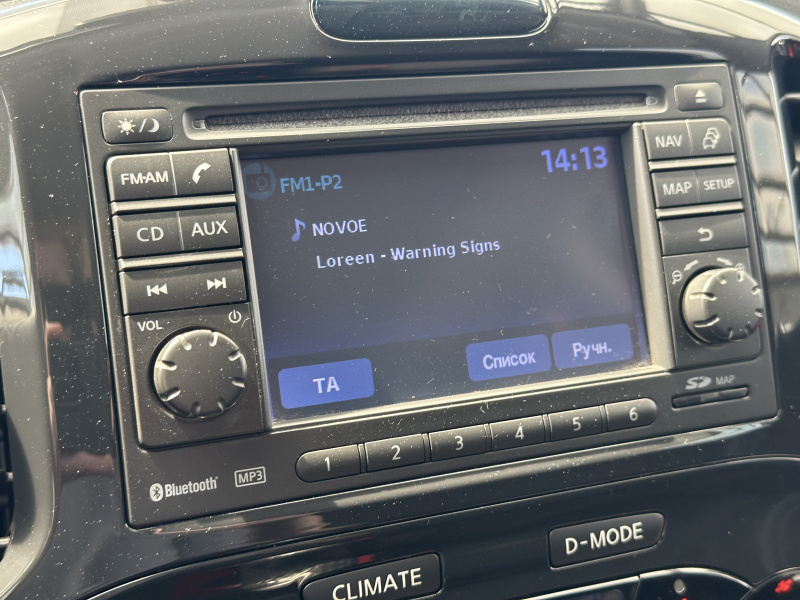 FM·AM
CD AUX
VOL
FM1-P2 14:13
NOVOE
Loreen - Warning Signs
TA Список Ручн.
NAV
MAP SETUP
SD MAP
1 2 3 4 5 6
Bluetooth MP3
D-MODE
CLIMATE